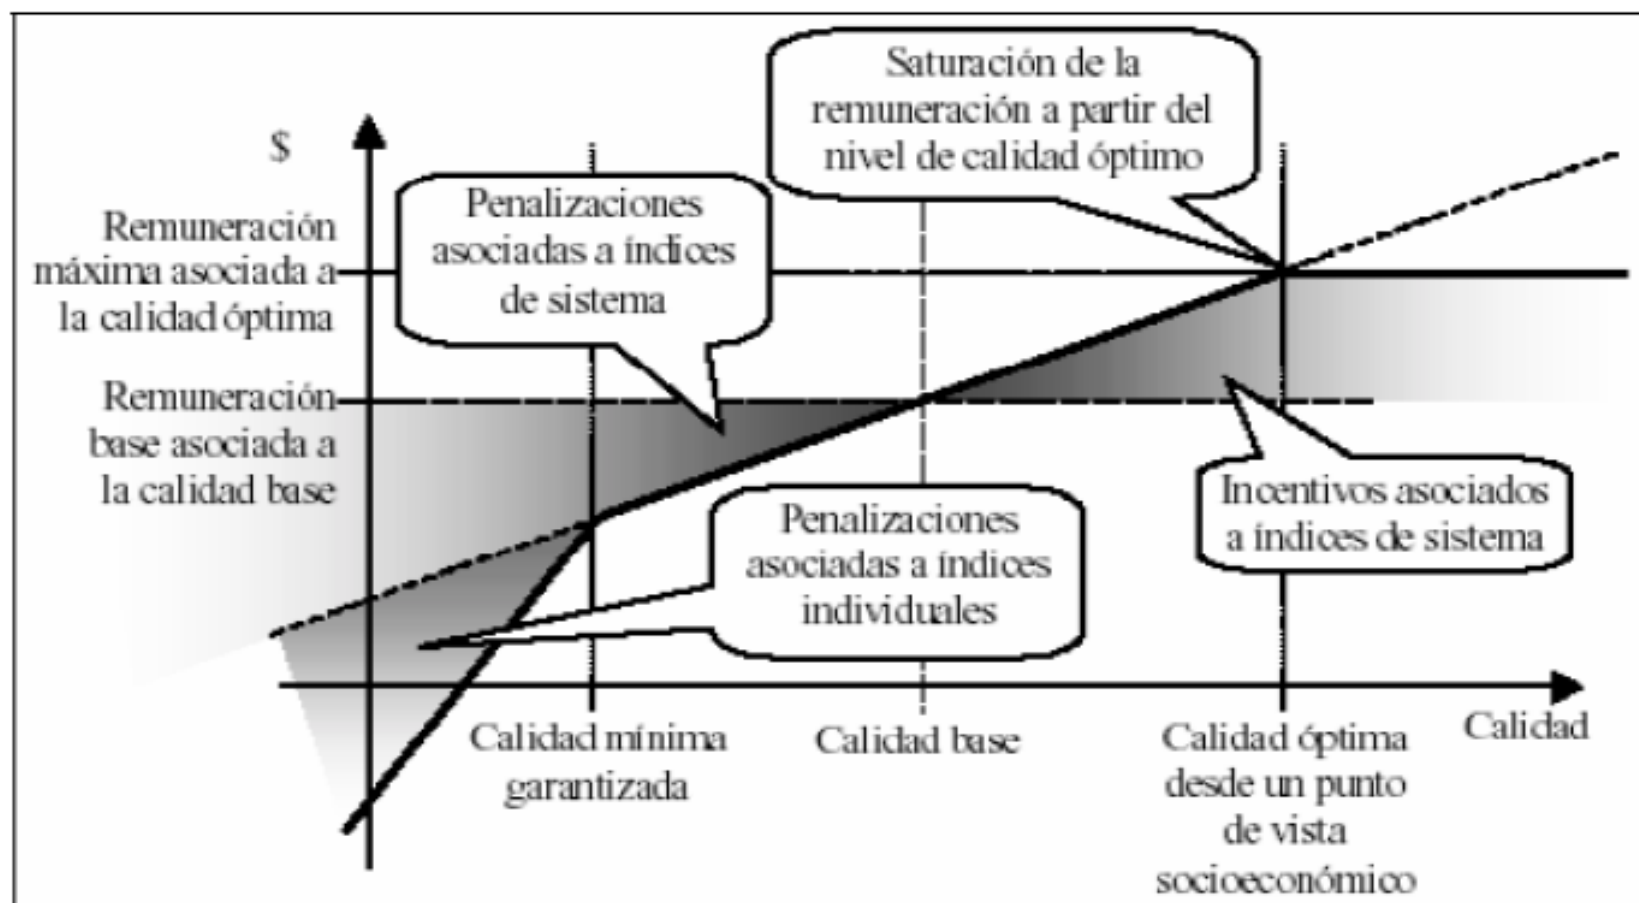 Saturación de la
remuneración a partir del
nivel de calidad óptimo
$
Penalizaciones
asociadas a índices
de sistema
Remuneración
máxima asociada a
la calidad óptima
Remuneración
base asociada a
la calidad base
Penalizaciones
asociadas a índices
individuales
Incentivos asociados
a índices de sistema
Calidad mínima
garantizada
Calidad base
Calidad óptima
desde un punto
de vista
socioeconómico
Calidad